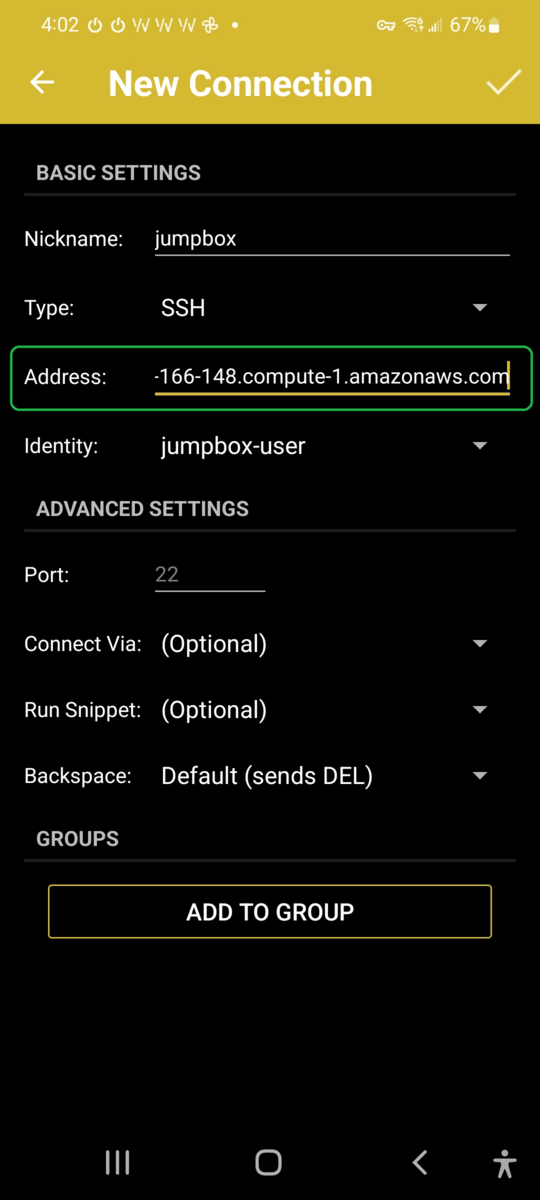 4:02 67%
New Connection
BASIC SETTINGS
Nickname: jumpbox
Type: SSH
Address: -166-148.compute-1.amazonaws.com
Identity: jumpbox-user
ADVANCED SETTINGS
Port: 22
Connect Via: (Optional)
Run Snippet: (Optional)
Backspace: Default (sends DEL)
GROUPS
ADD TO GROUP